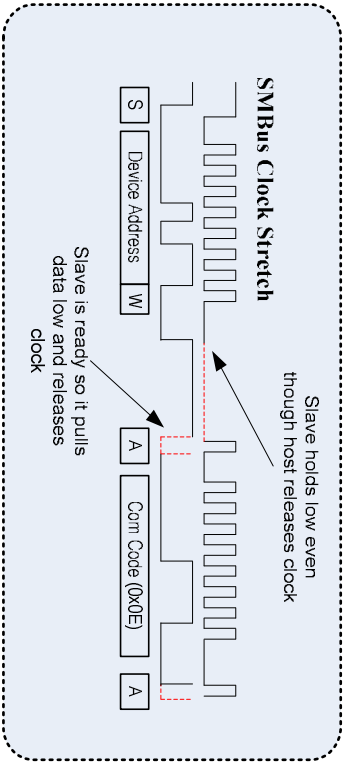 SMBus Clock Stretch
Slave holds low even
though host releases clock
S
Device Address
W
A
Com Code (0x0E)
A
Slave is ready so it pulls
data low and releases
clock